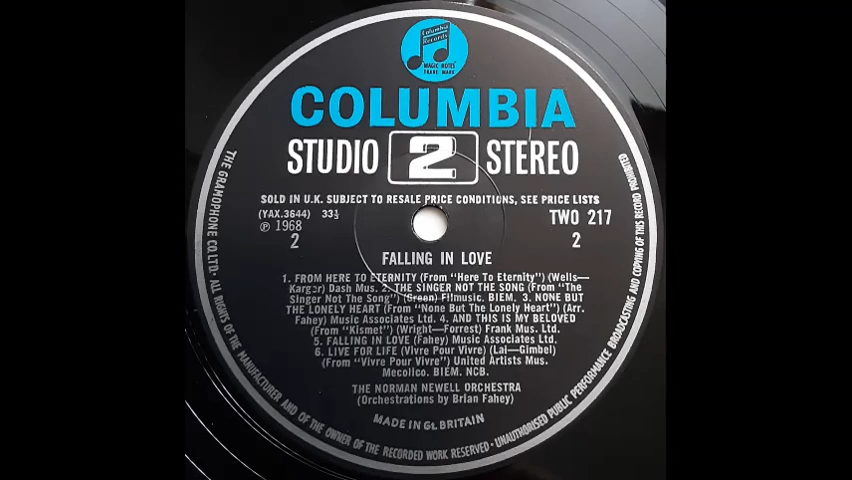 Columbia
Records
MAGIC NOTES
TRADE MARK
COLUMBIA
STUDIO 2 STEREO
SOLD IN U.K. SUBJECT TO RESALE PRICE CONDITIONS, SEE PRICE LISTS
(YAX.3644) 33⅓
℗ 1968
2
TWO 217
2
FALLING IN LOVE
1. FROM HERE TO ETERNITY (From "Here To Eternity") (Wells—
Karger) Dash Mus. 2. THE SINGER NOT THE SONG (From "The
Singer Not The Song") (Green) Filmusic. BIEM. 3. NONE BUT
THE LONELY HEART (From "None But The Lonely Heart") (Arr.
Fahey) Music Associates Ltd. 4. AND THIS IS MY BELOVED
(From "Kismet") (Wright—Forrest) Frank Mus. Ltd.
5. FALLING IN LOVE (Fahey) Music Associates Ltd.
6. LIVE FOR LIFE (Vivre Pour Vivre) (Lai—Gimbel)
(From "Vivre Pour Vivre") United Artists Mus.
Mecolico. BIEM. NCB.
THE NORMAN NEWELL ORCHESTRA
(Orchestrations by Brian Fahey)
MADE IN Gt. BRITAIN
THE GRAMOPHONE CO. LTD. · ALL RIGHTS OF THE MANUFACTURER AND OF THE OWNER OF THE RECORDED WORK RESERVED · UNAUTHORISED PUBLIC PERFORMANCE BROADCASTING AND COPYING OF THIS RECORD PROHIBITED